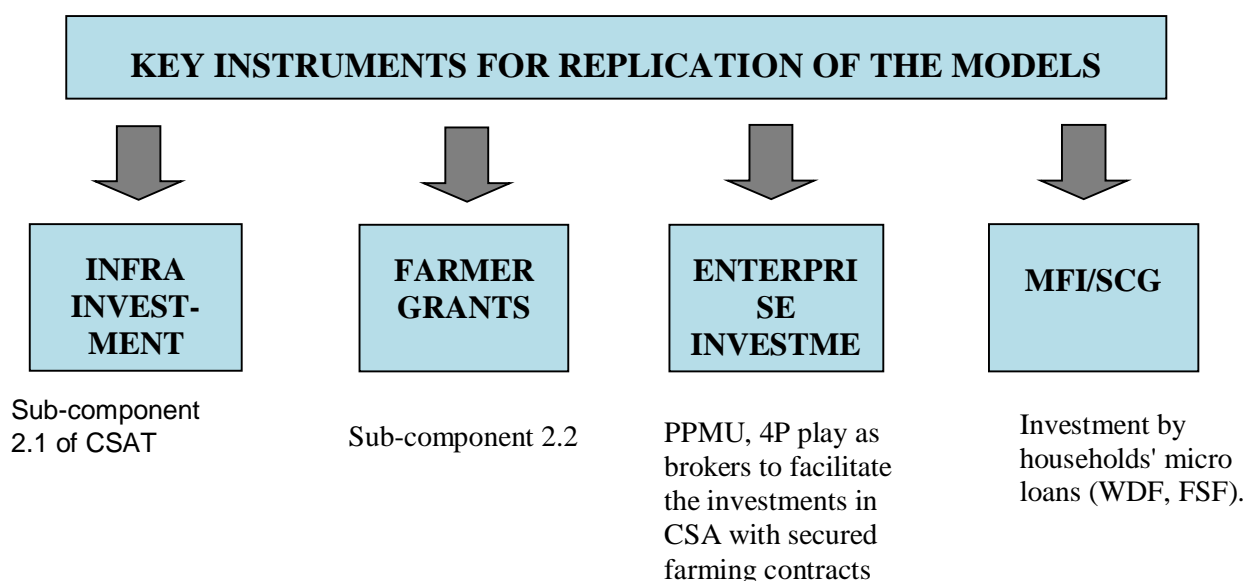 KEY INSTRUMENTS FOR REPLICATION OF THE MODELS
INFRA
INVEST-
MENT
FARMER
GRANTS
ENTERPRI
SE
INVESTME
MFI/SCG
Sub-component
2.1 of CSAT
Sub-component 2.2
PPMU, 4P play as
brokers to facilitate
the investments in
CSA with secured
farming contracts
Investment by
households' micro
loans (WDF, FSF).